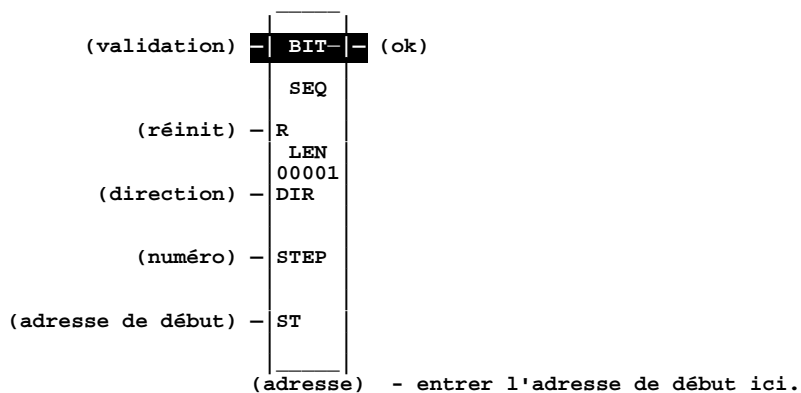 (validation) BIT (ok)
SEQ
(réinit) R
LEN
00001
(direction) DIR
(numéro) STEP
(adresse de début) ST
(adresse) - entrer l'adresse de début ici.